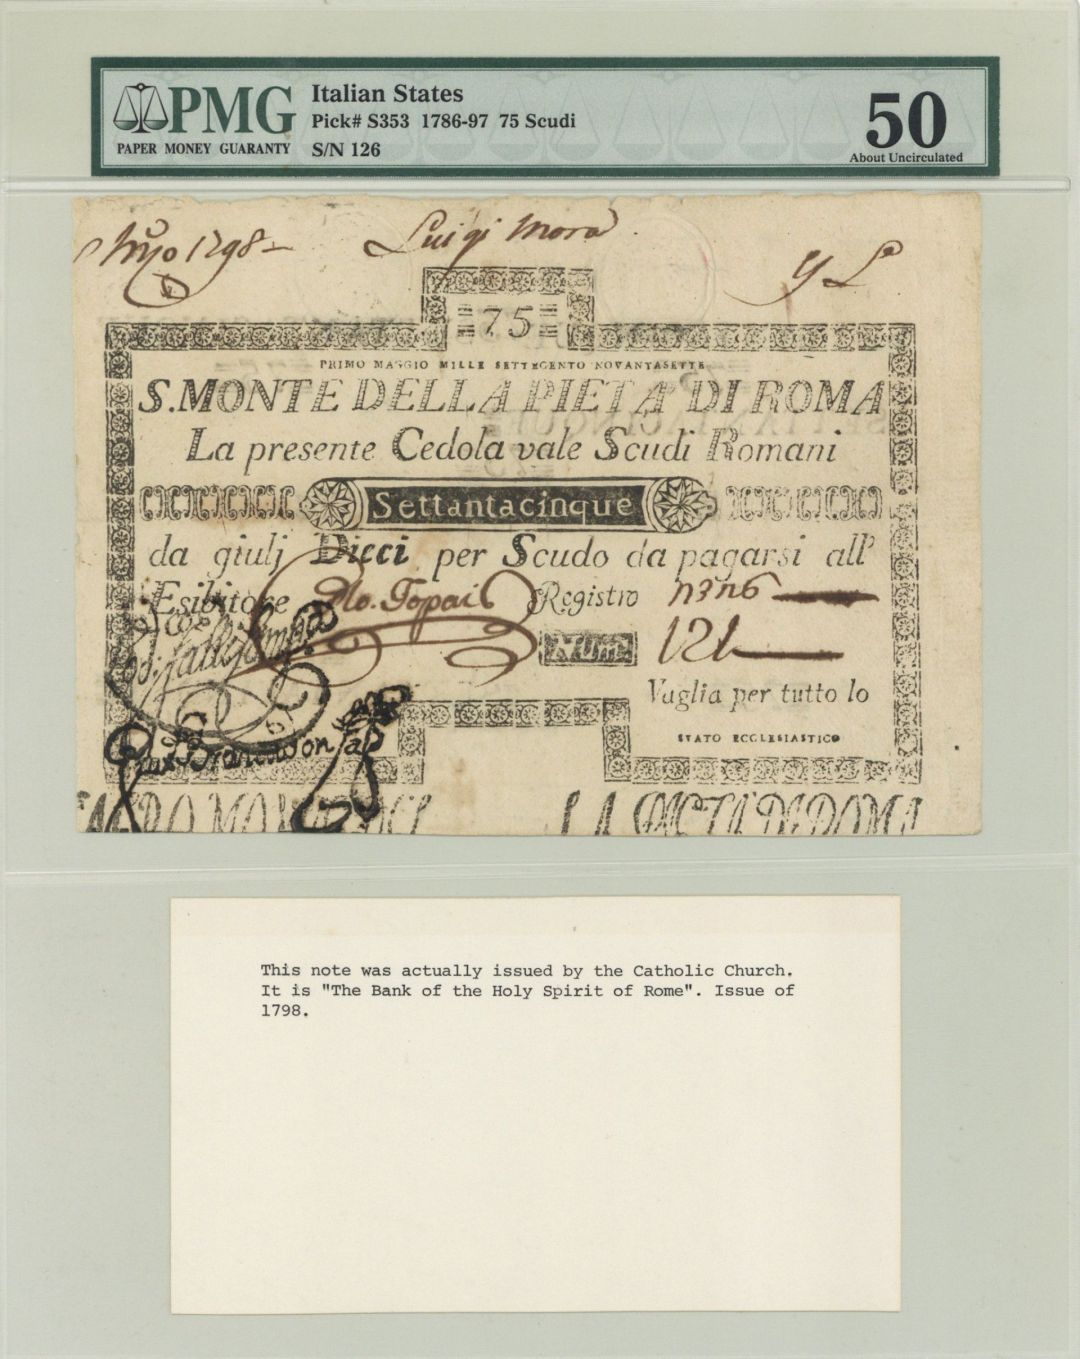 PMG
PAPER MONEY GUARANTY
Italian States
Pick# S353 1786-97 75 Scudi
S/N 126
50
About Uncirculated
1798
Luigi Mora
75
PRIMO MAGGIO MILLE SETTECENTO NOVANTASETTE
S. MONTE DELLA PIETA' DI ROMA
La presente Cedola vale Scudi Romani
Settantacinque
da giulj Dieci per Scudo da pagarsi all'
Esibitore Registro
Num.
Vaglia per tutto lo
STATO ECCLESIASTICO
This note was actually issued by the Catholic Church.
It is "The Bank of the Holy Spirit of Rome". Issue of
1798.